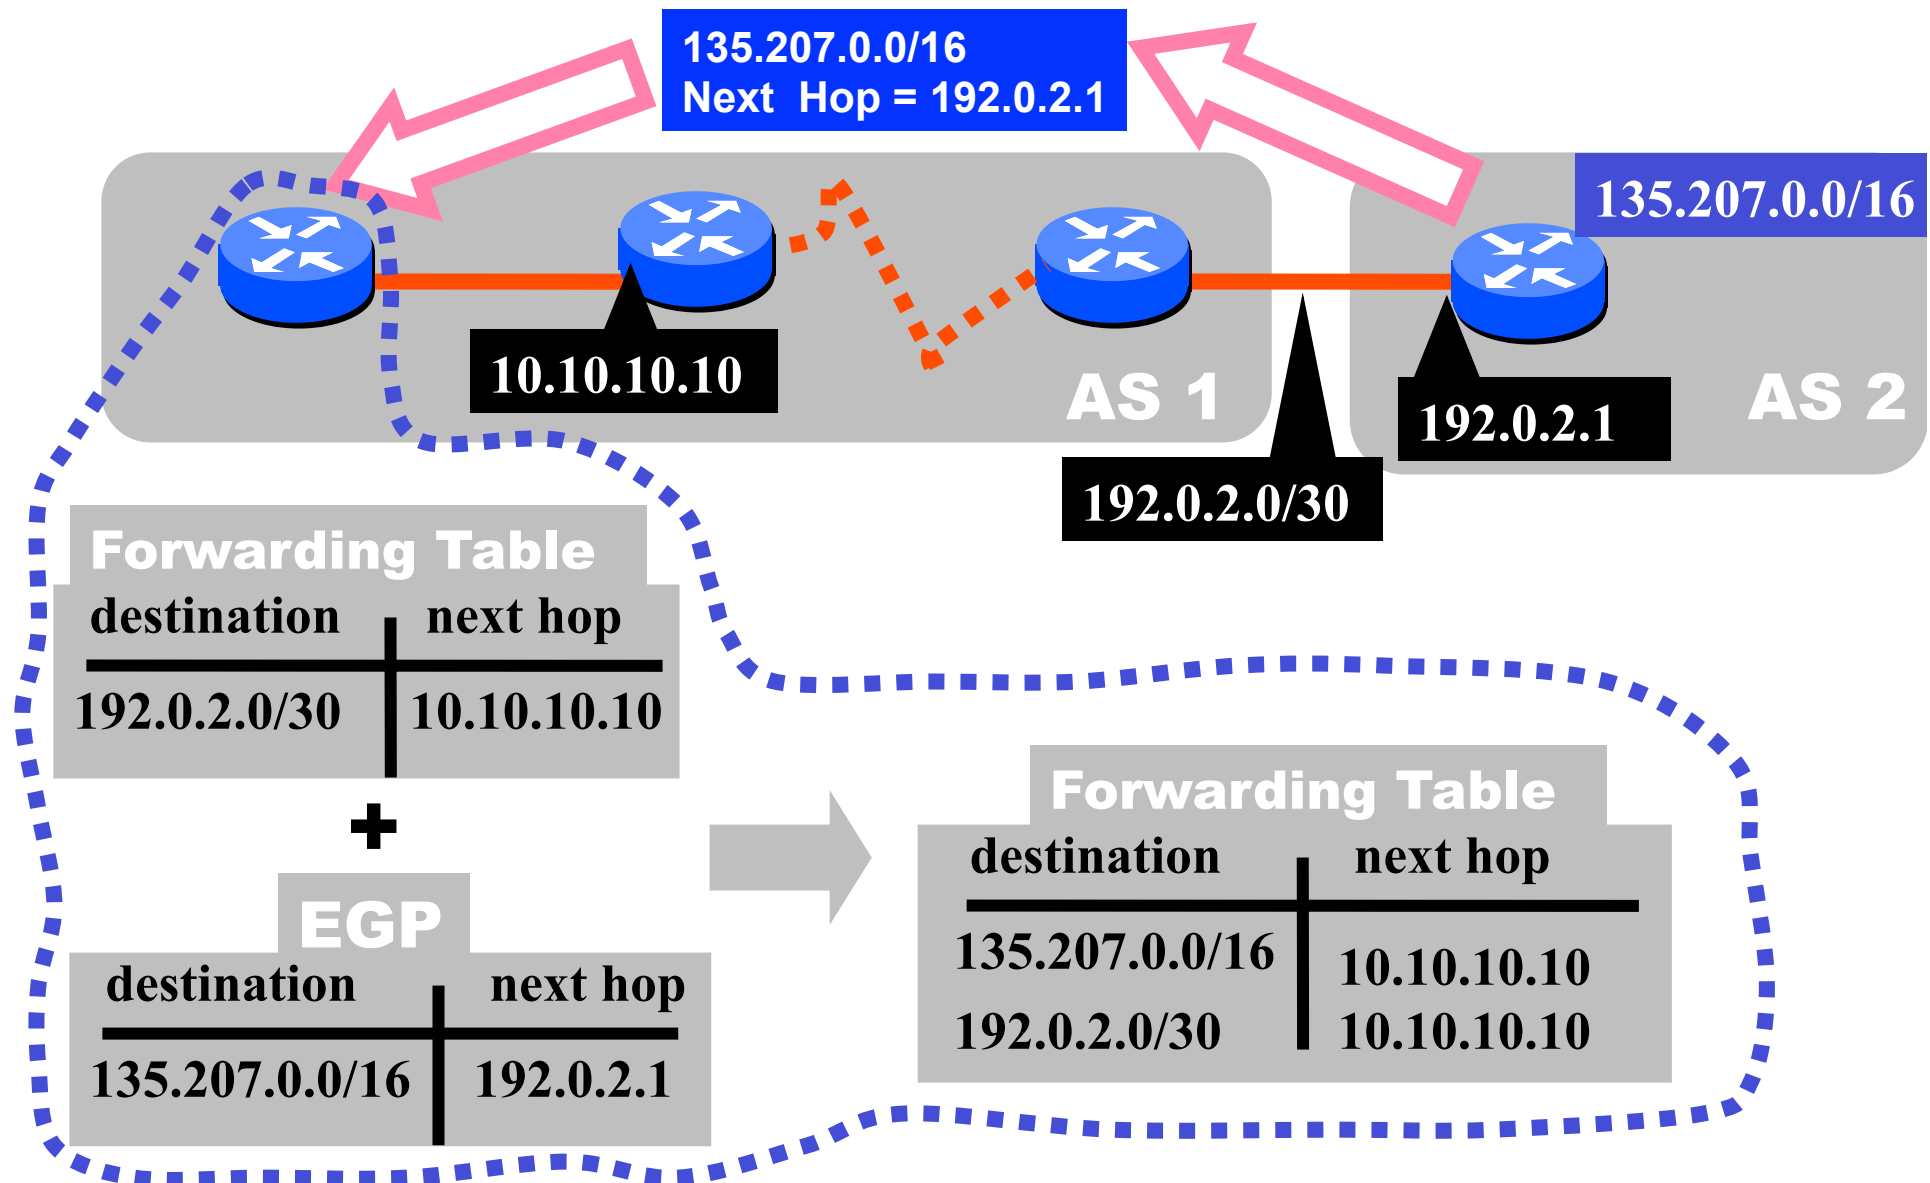 135.207.0.0/16
Next Hop = 192.0.2.1
135.207.0.0/16
10.10.10.10
AS 1
192.0.2.1
AS 2
192.0.2.0/30
Forwarding Table
destination next hop
192.0.2.0/30 10.10.10.10
+
EGP
destination next hop
135.207.0.0/16 192.0.2.1
Forwarding Table
destination next hop
135.207.0.0/16 10.10.10.10
192.0.2.0/30 10.10.10.10